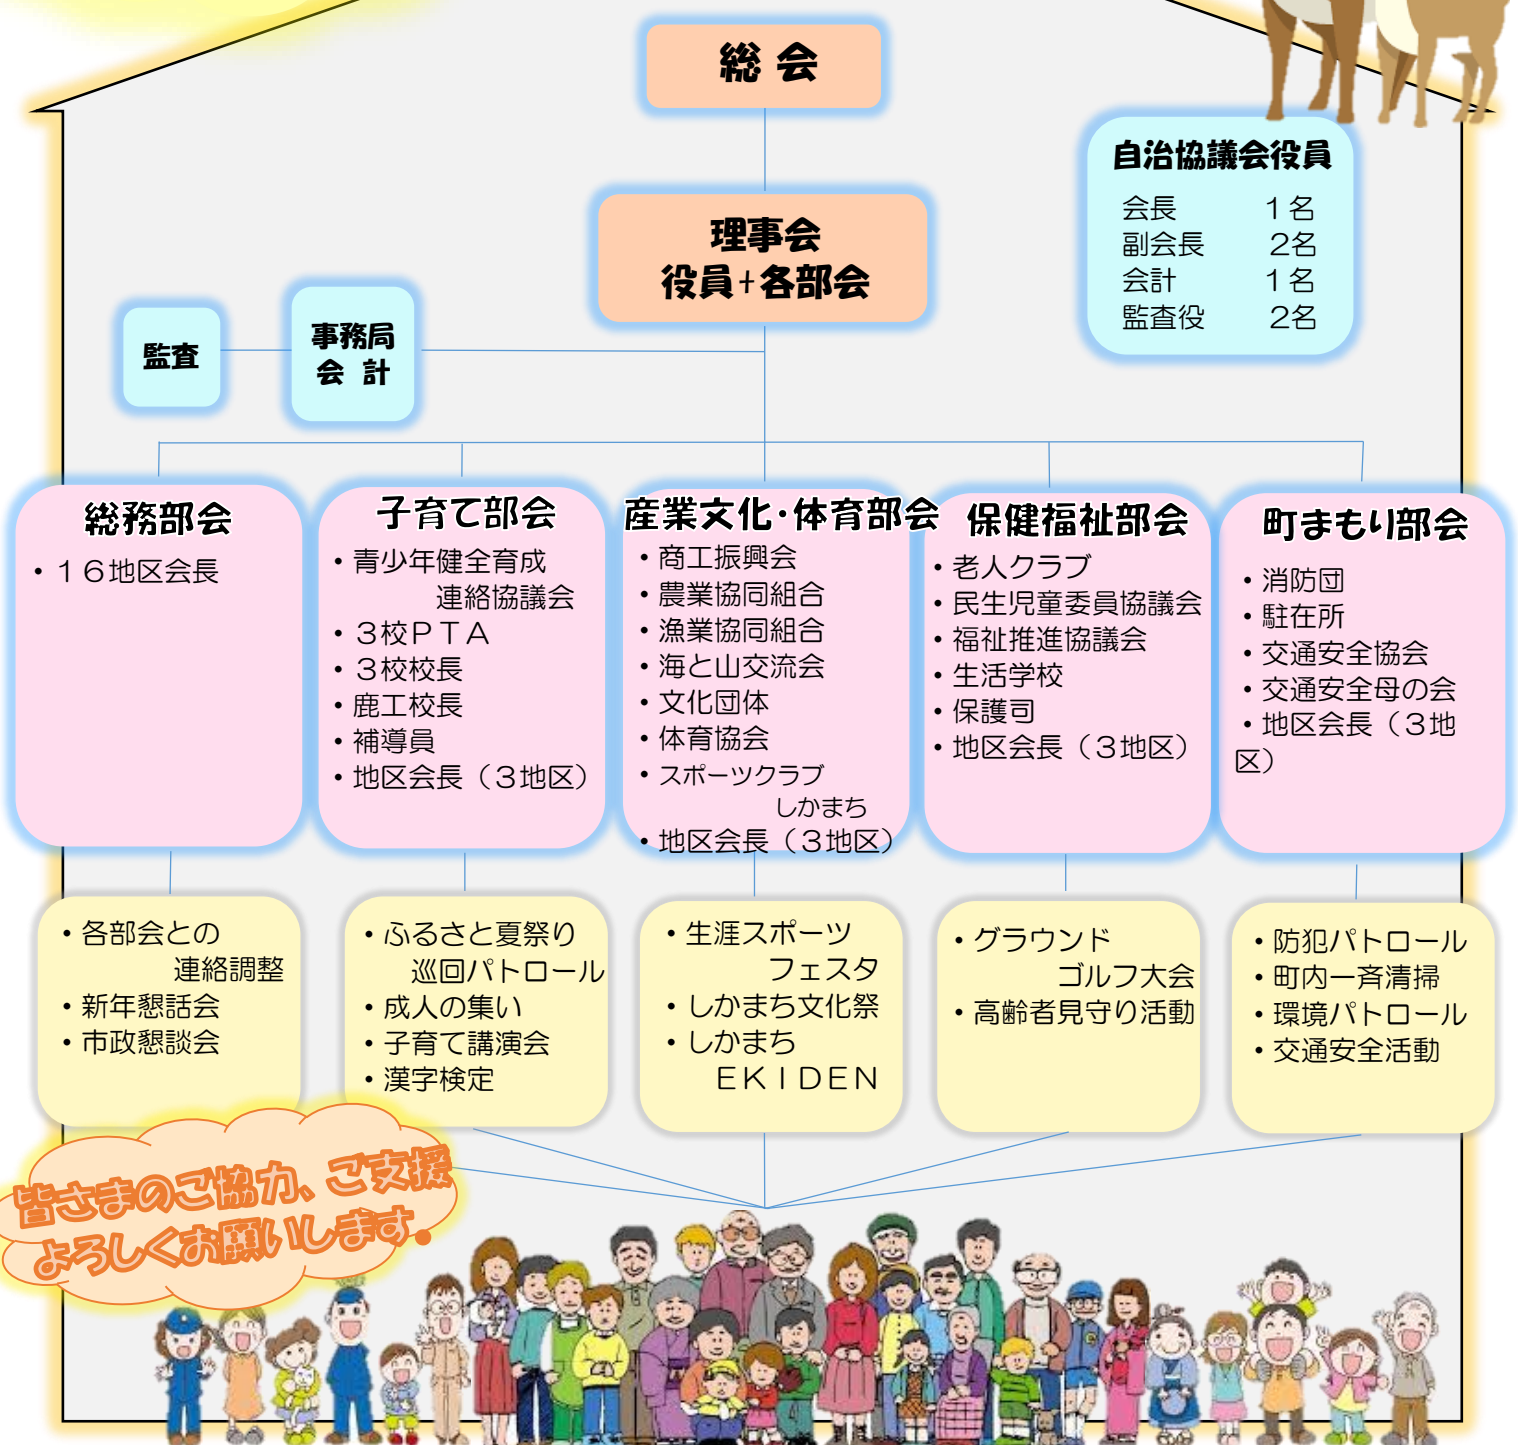 総 会
自治協議会役員
会長　　　１名
副会長　　2名
会計　　　１名
監査役　　2名
理事会
役員+各部会
監査
事務局
会 計
総務部会
・１６地区会長
子育て部会
・青少年健全育成
連絡協議会
・３校ＰＴＡ
・３校校長
・鹿工校長
・補導員
・地区会長（３地区）
産業文化・体育部会
・商工振興会
・農業協同組合
・漁業協同組合
・海と山交流会
・文化団体
・体育協会
・スポーツクラブ
しかまち
・地区会長（３地区）
保健福祉部会
・老人クラブ
・民生児童委員協議会
・福祉推進協議会
・生活学校
・保護司
・地区会長（３地区）
町まもり部会
・消防団
・駐在所
・交通安全協会
・交通安全母の会
・地区会長（３地
区）
・各部会との
連絡調整
・新年懇話会
・市政懇談会
・ふるさと夏祭り
巡回パトロール
・成人の集い
・子育て講演会
・漢字検定
・生涯スポーツ
フェスタ
・しかまち文化祭
・しかまち
ＥＫＩＤＥＮ
・グラウンド
ゴルフ大会
・高齢者見守り活動
・防犯パトロール
・町内一斉清掃
・環境パトロール
・交通安全活動
皆さまのご協力、ご支援
よろしくお願いします。